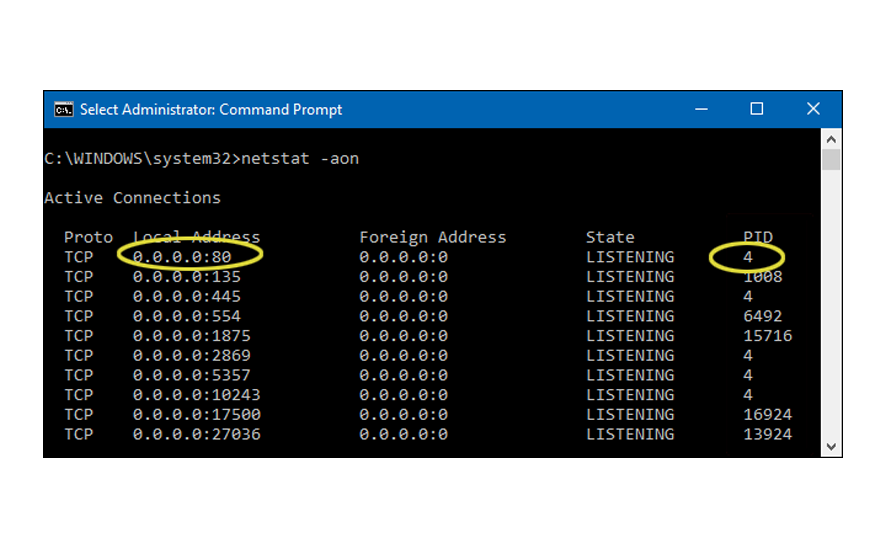 Select Administrator: Command Prompt
C:\WINDOWS\system32>netstat -aon
Active Connections
Proto Local Address Foreign Address State PID
TCP 0.0.0.0:80 0.0.0.0:0 LISTENING 4
TCP 0.0.0.0:135 0.0.0.0:0 LISTENING 1008
TCP 0.0.0.0:445 0.0.0.0:0 LISTENING 4
TCP 0.0.0.0:554 0.0.0.0:0 LISTENING 6492
TCP 0.0.0.0:1875 0.0.0.0:0 LISTENING 15716
TCP 0.0.0.0:2869 0.0.0.0:0 LISTENING 4
TCP 0.0.0.0:5357 0.0.0.0:0 LISTENING 4
TCP 0.0.0.0:10243 0.0.0.0:0 LISTENING 4
TCP 0.0.0.0:17500 0.0.0.0:0 LISTENING 16924
TCP 0.0.0.0:27036 0.0.0.0:0 LISTENING 13924